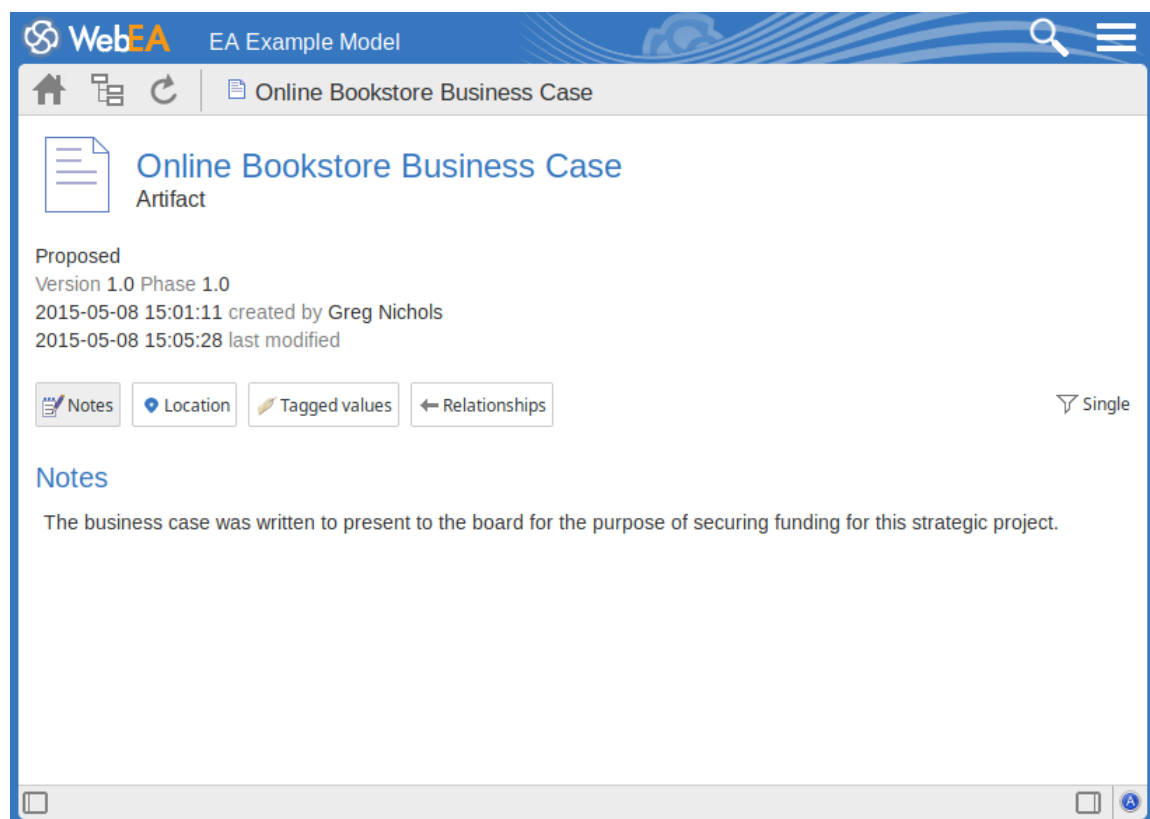 WebEA EA Example Model
Online Bookstore Business Case
Online Bookstore Business Case
Artifact
Proposed
Version 1.0 Phase 1.0
2015-05-08 15:01:11 created by Greg Nichols
2015-05-08 15:05:28 last modified
Notes Location Tagged values Relationships Single
Notes
The business case was written to present to the board for the purpose of securing funding for this strategic project.
A